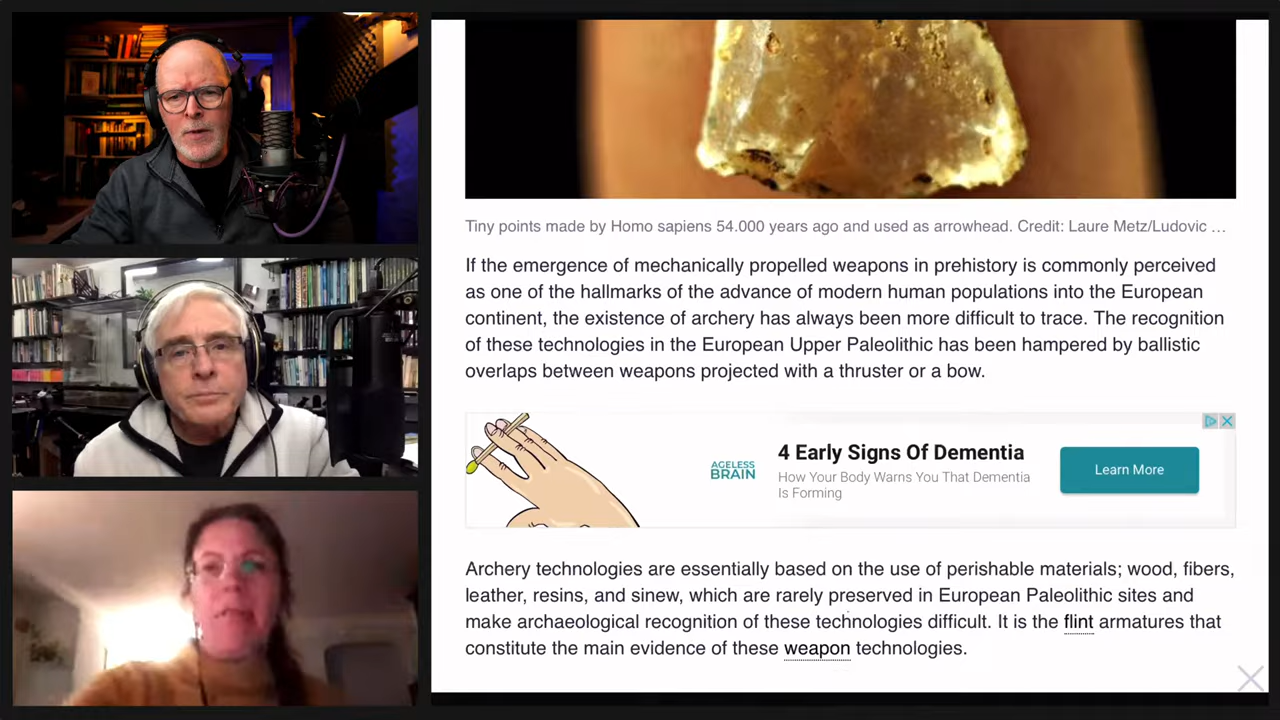 Tiny points made by Homo sapiens 54.000 years ago and used as arrowhead. Credit: Laure Metz/Ludovic …
If the emergence of mechanically propelled weapons in prehistory is commonly perceived
as one of the hallmarks of the advance of modern human populations into the European
continent, the existence of archery has always been more difficult to trace. The recognition
of these technologies in the European Upper Paleolithic has been hampered by ballistic
overlaps between weapons projected with a thruster or a bow.
AGELESS
BRAIN
4 Early Signs Of Dementia
How Your Body Warns You That Dementia
Is Forming
Learn More
Archery technologies are essentially based on the use of perishable materials; wood, fibers,
leather, resins, and sinew, which are rarely preserved in European Paleolithic sites and
make archaeological recognition of these technologies difficult. It is the flint armatures that
constitute the main evidence of these weapon technologies.